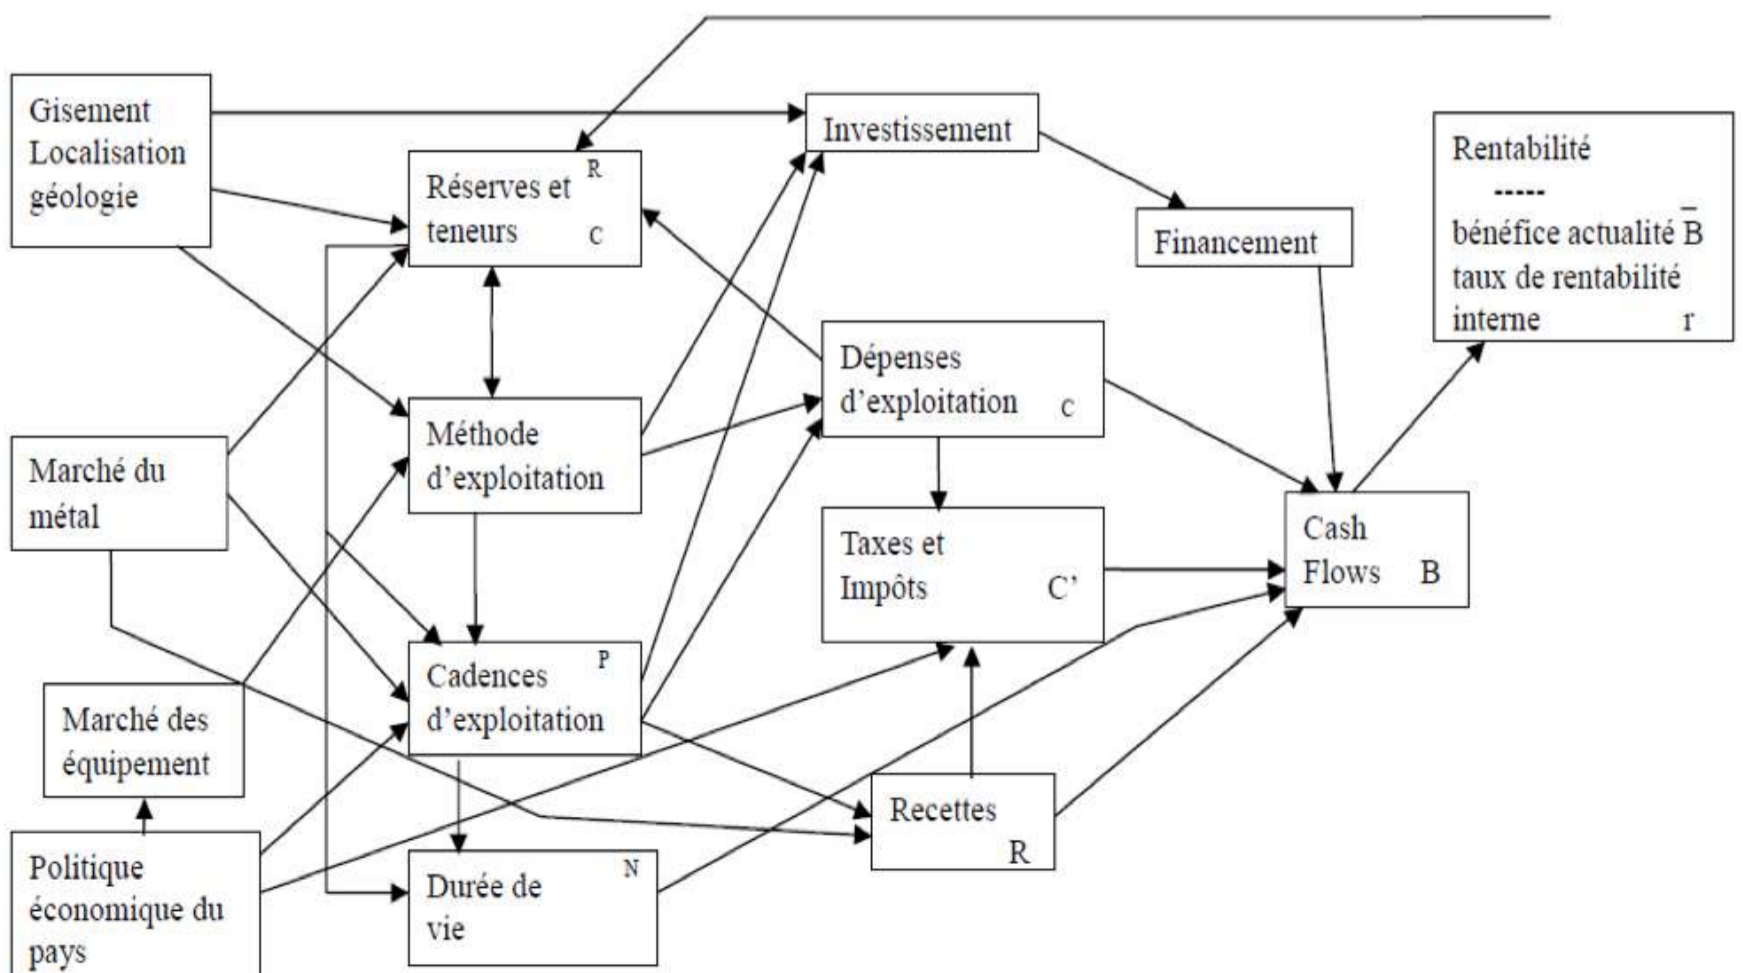 Gisement
Localisation
géologie
Investissement
Réserves et R
teneurs C
Rentabilité
-----
bénéfice actualité B̅
taux de rentabilité
interne r
Financement
Dépenses
d’exploitation C
Méthode
d’exploitation
Marché du
métal
Taxes et
Impôts C’
Cash
Flows B
Cadences P
d’exploitation
Marché des
équipement
Recettes
R
Politique
économique du
pays
Durée de N
vie